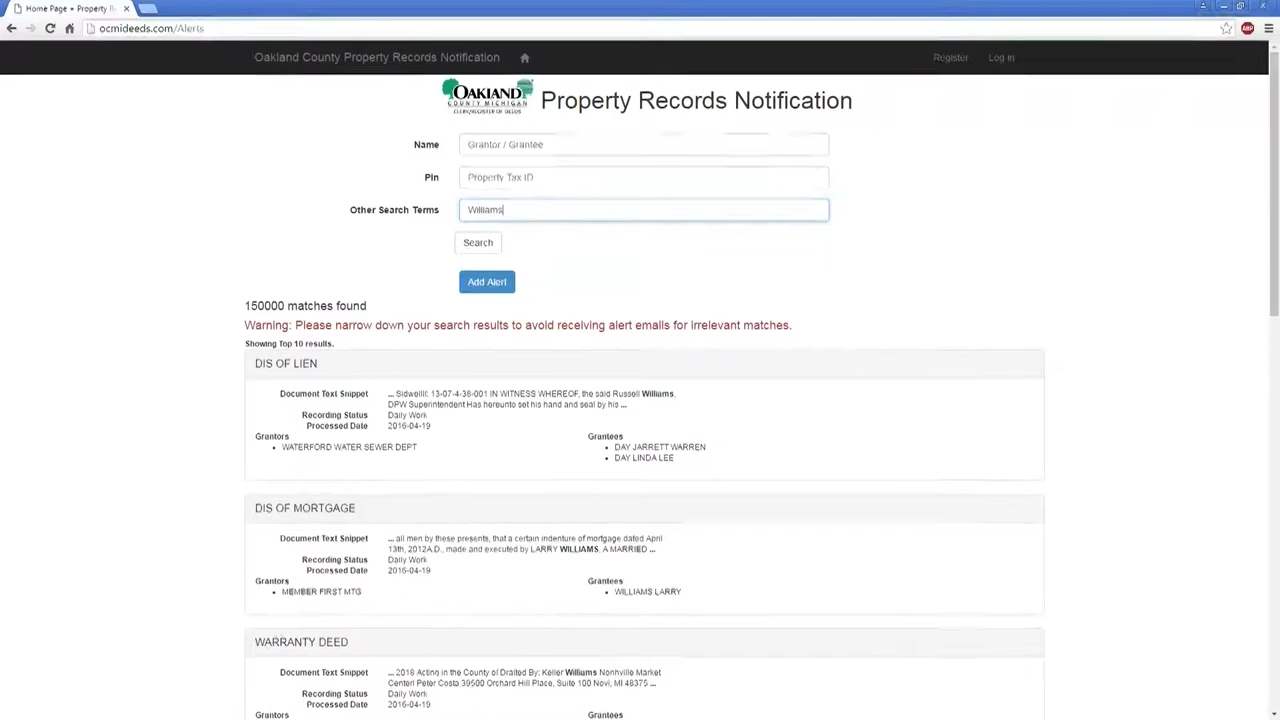 Home Page - Property R
ocmideeds.com/Alerts
ABP
Oakland County Property Records Notification
Register
Log in
OAKLAND
COUNTY MICHIGAN
CLERK/REGISTER OF DEEDS
Property Records Notification
Name
Grantor / Grantee
Pin
Property Tax ID
Other Search Terms
Williams
Search
Add Alert
150000 matches found
Warning: Please narrow down your search results to avoid receiving alert emails for irrelevant matches.
Showing Top 10 results.
DIS OF LIEN
Document Text Snippet
... Sidwell#: 13-07-4-38-001 IN WITNESS WHEREOF, the said Russell Williams,
DPW Superintendent Has hereunto set his hand and seal by his ...
Recording Status
Daily Work
Processed Date
2016-04-19
Grantors
WATERFORD WATER SEWER DEPT
Grantees
DAY JARRETT WARREN
DAY LINDA LEE
DIS OF MORTGAGE
Document Text Snippet
... all men by these presents, that a certain indenture of mortgage dated April
13th, 2012A.D., made and executed by LARRY WILLIAMS, A MARRIED ...
Recording Status
Daily Work
Processed Date
2016-04-19
Grantors
MEMBER FIRST MTG
Grantees
WILLIAMS LARRY
WARRANTY DEED
Document Text Snippet
... 2016 Acting in the County of Drafted By: Keller Williams Northville Market
Center Peter Costa 39500 Orchard Hill Place, Suite 100 Novi, MI 48375 ...
Recording Status
Daily Work
Processed Date
2016-04-19
Grantors
Grantees